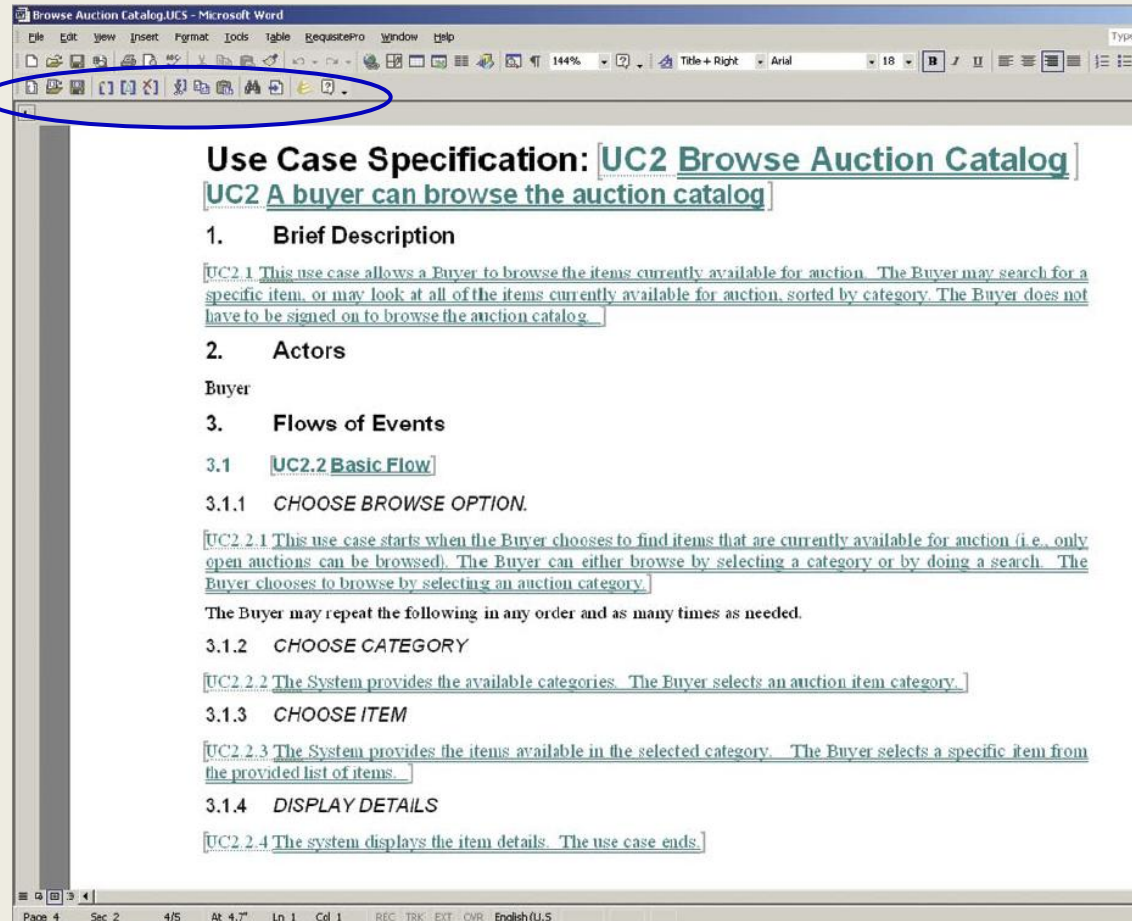 Browse Auction Catalog.UCS - Microsoft Word
File Edit View Insert Format Tools Table RequisitePro Window Help
Type
144% Title + Right Arial 18 B I U
Use Case Specification: [UC2 Browse Auction Catalog]
[UC2 A buyer can browse the auction catalog]
1. Brief Description
[UC2.1 This use case allows a Buyer to browse the items currently available for auction. The Buyer may search for a
specific item, or may look at all of the items currently available for auction, sorted by category. The Buyer does not
have to be signed on to browse the auction catalog. ]
2. Actors
Buyer
3. Flows of Events
3.1 [UC2.2 Basic Flow]
3.1.1 CHOOSE BROWSE OPTION.
[UC2.2.1 This use case starts when the Buyer chooses to find items that are currently available for auction (i.e., only
open auctions can be browsed). The Buyer can either browse by selecting a category or by doing a search. The
Buyer chooses to browse by selecting an auction category.]
The Buyer may repeat the following in any order and as many times as needed.
3.1.2 CHOOSE CATEGORY
[UC2.2.2 The System provides the available categories. The Buyer selects an auction item category. ]
3.1.3 CHOOSE ITEM
[UC2.2.3 The System provides the items available in the selected category. The Buyer selects a specific item from
the provided list of items. ]
3.1.4 DISPLAY DETAILS
[UC2.2.4 The system displays the item details. The use case ends.]
Page 4 Sec 2 4/5 At 4.7" Ln 1 Col 1 REC TRK EXT OVR English (U.S